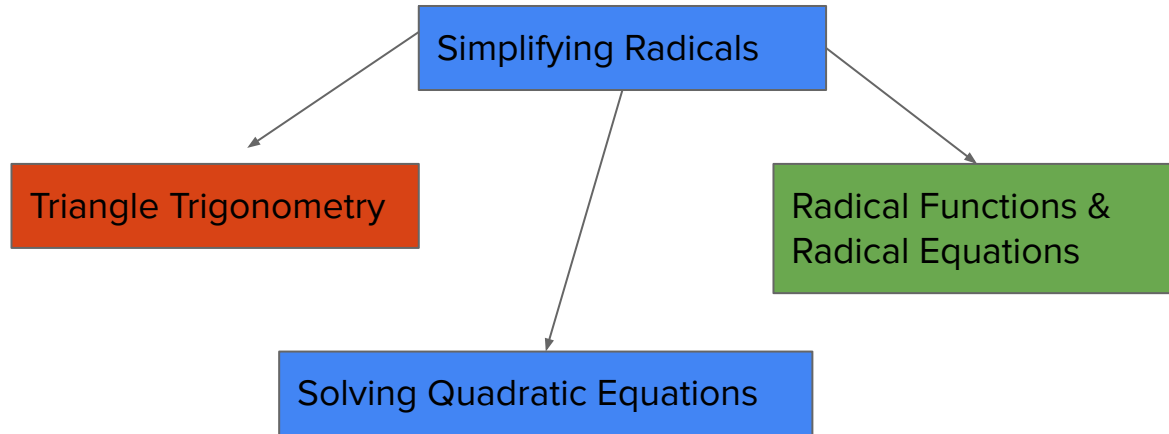 Simplifying Radicals
Triangle Trigonometry
Radical Functions &
Radical Equations
Solving Quadratic Equations